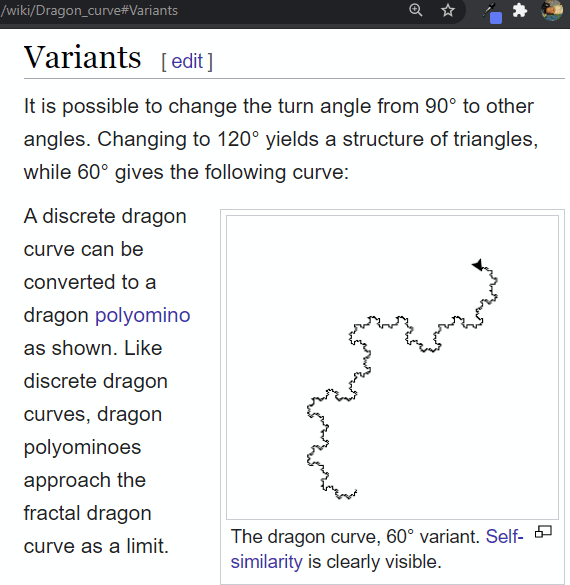 /wiki/Dragon_curve#Variants
Variants [ edit ]
It is possible to change the turn angle from 90° to other
angles. Changing to 120° yields a structure of triangles,
while 60° gives the following curve:
A discrete dragon
curve can be
converted to a
dragon polyomino
as shown. Like
discrete dragon
curves, dragon
polyominoes
approach the
fractal dragon
curve as a limit.
The dragon curve, 60° variant. Self-
similarity is clearly visible.